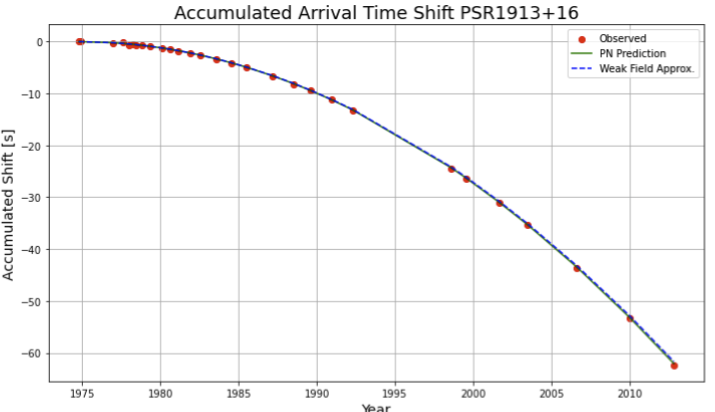 Accumulated Arrival Time Shift PSR1913+16
Observed
PN Prediction
Weak Field Approx.
Accumulated Shift [s]
0
−10
−20
−30
−40
−50
−60
1975 1980 1985 1990 1995 2000 2005 2010
Year